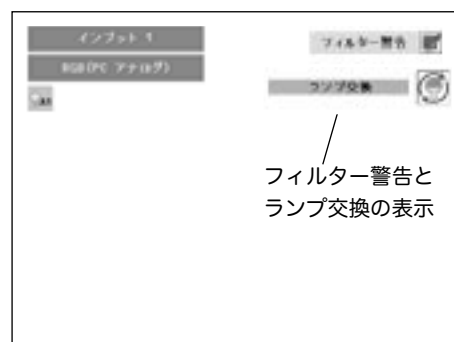 インプット 1
フィルター警告
RGB(PC アナログ)
ランプ交換
フィルター警告と
ランプ交換の表示